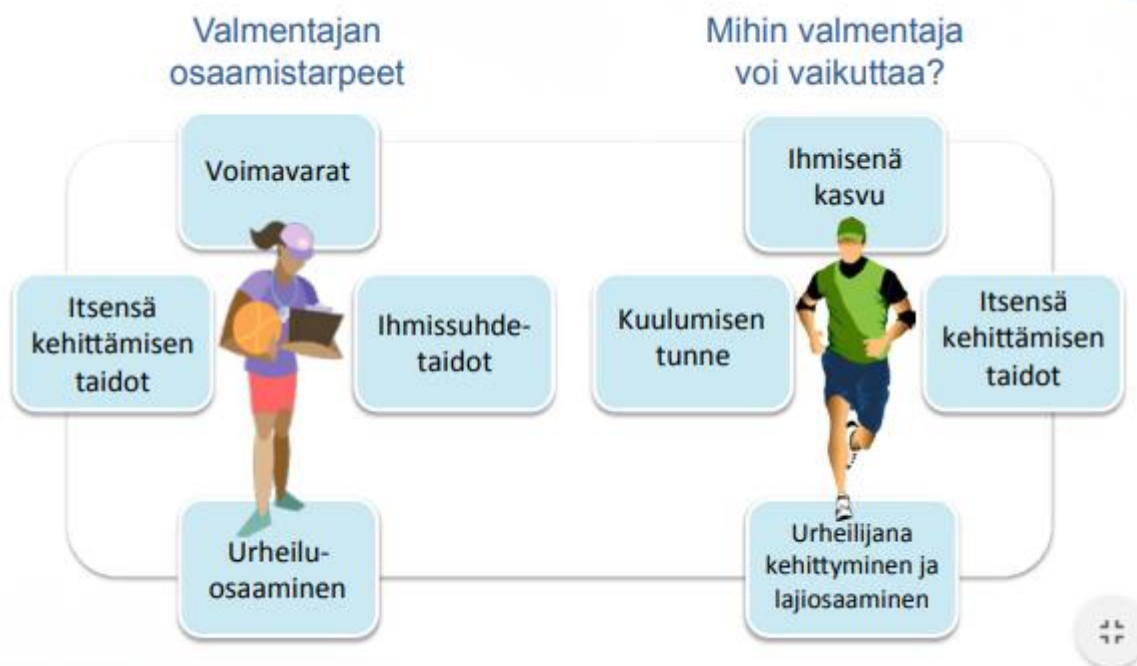 Valmentajan
osaamistarpeet
Voimavarat
Itsensä
kehittämisen
taidot
Ihmissuhde-
taidot
Urheilu-
osaaminen
Mihin valmentaja
voi vaikuttaa?
Ihmisenä
kasvu
Kuulumisen
tunne
Itsensä
kehittämisen
taidot
Urheilijana
kehittyminen ja
lajiosaaminen